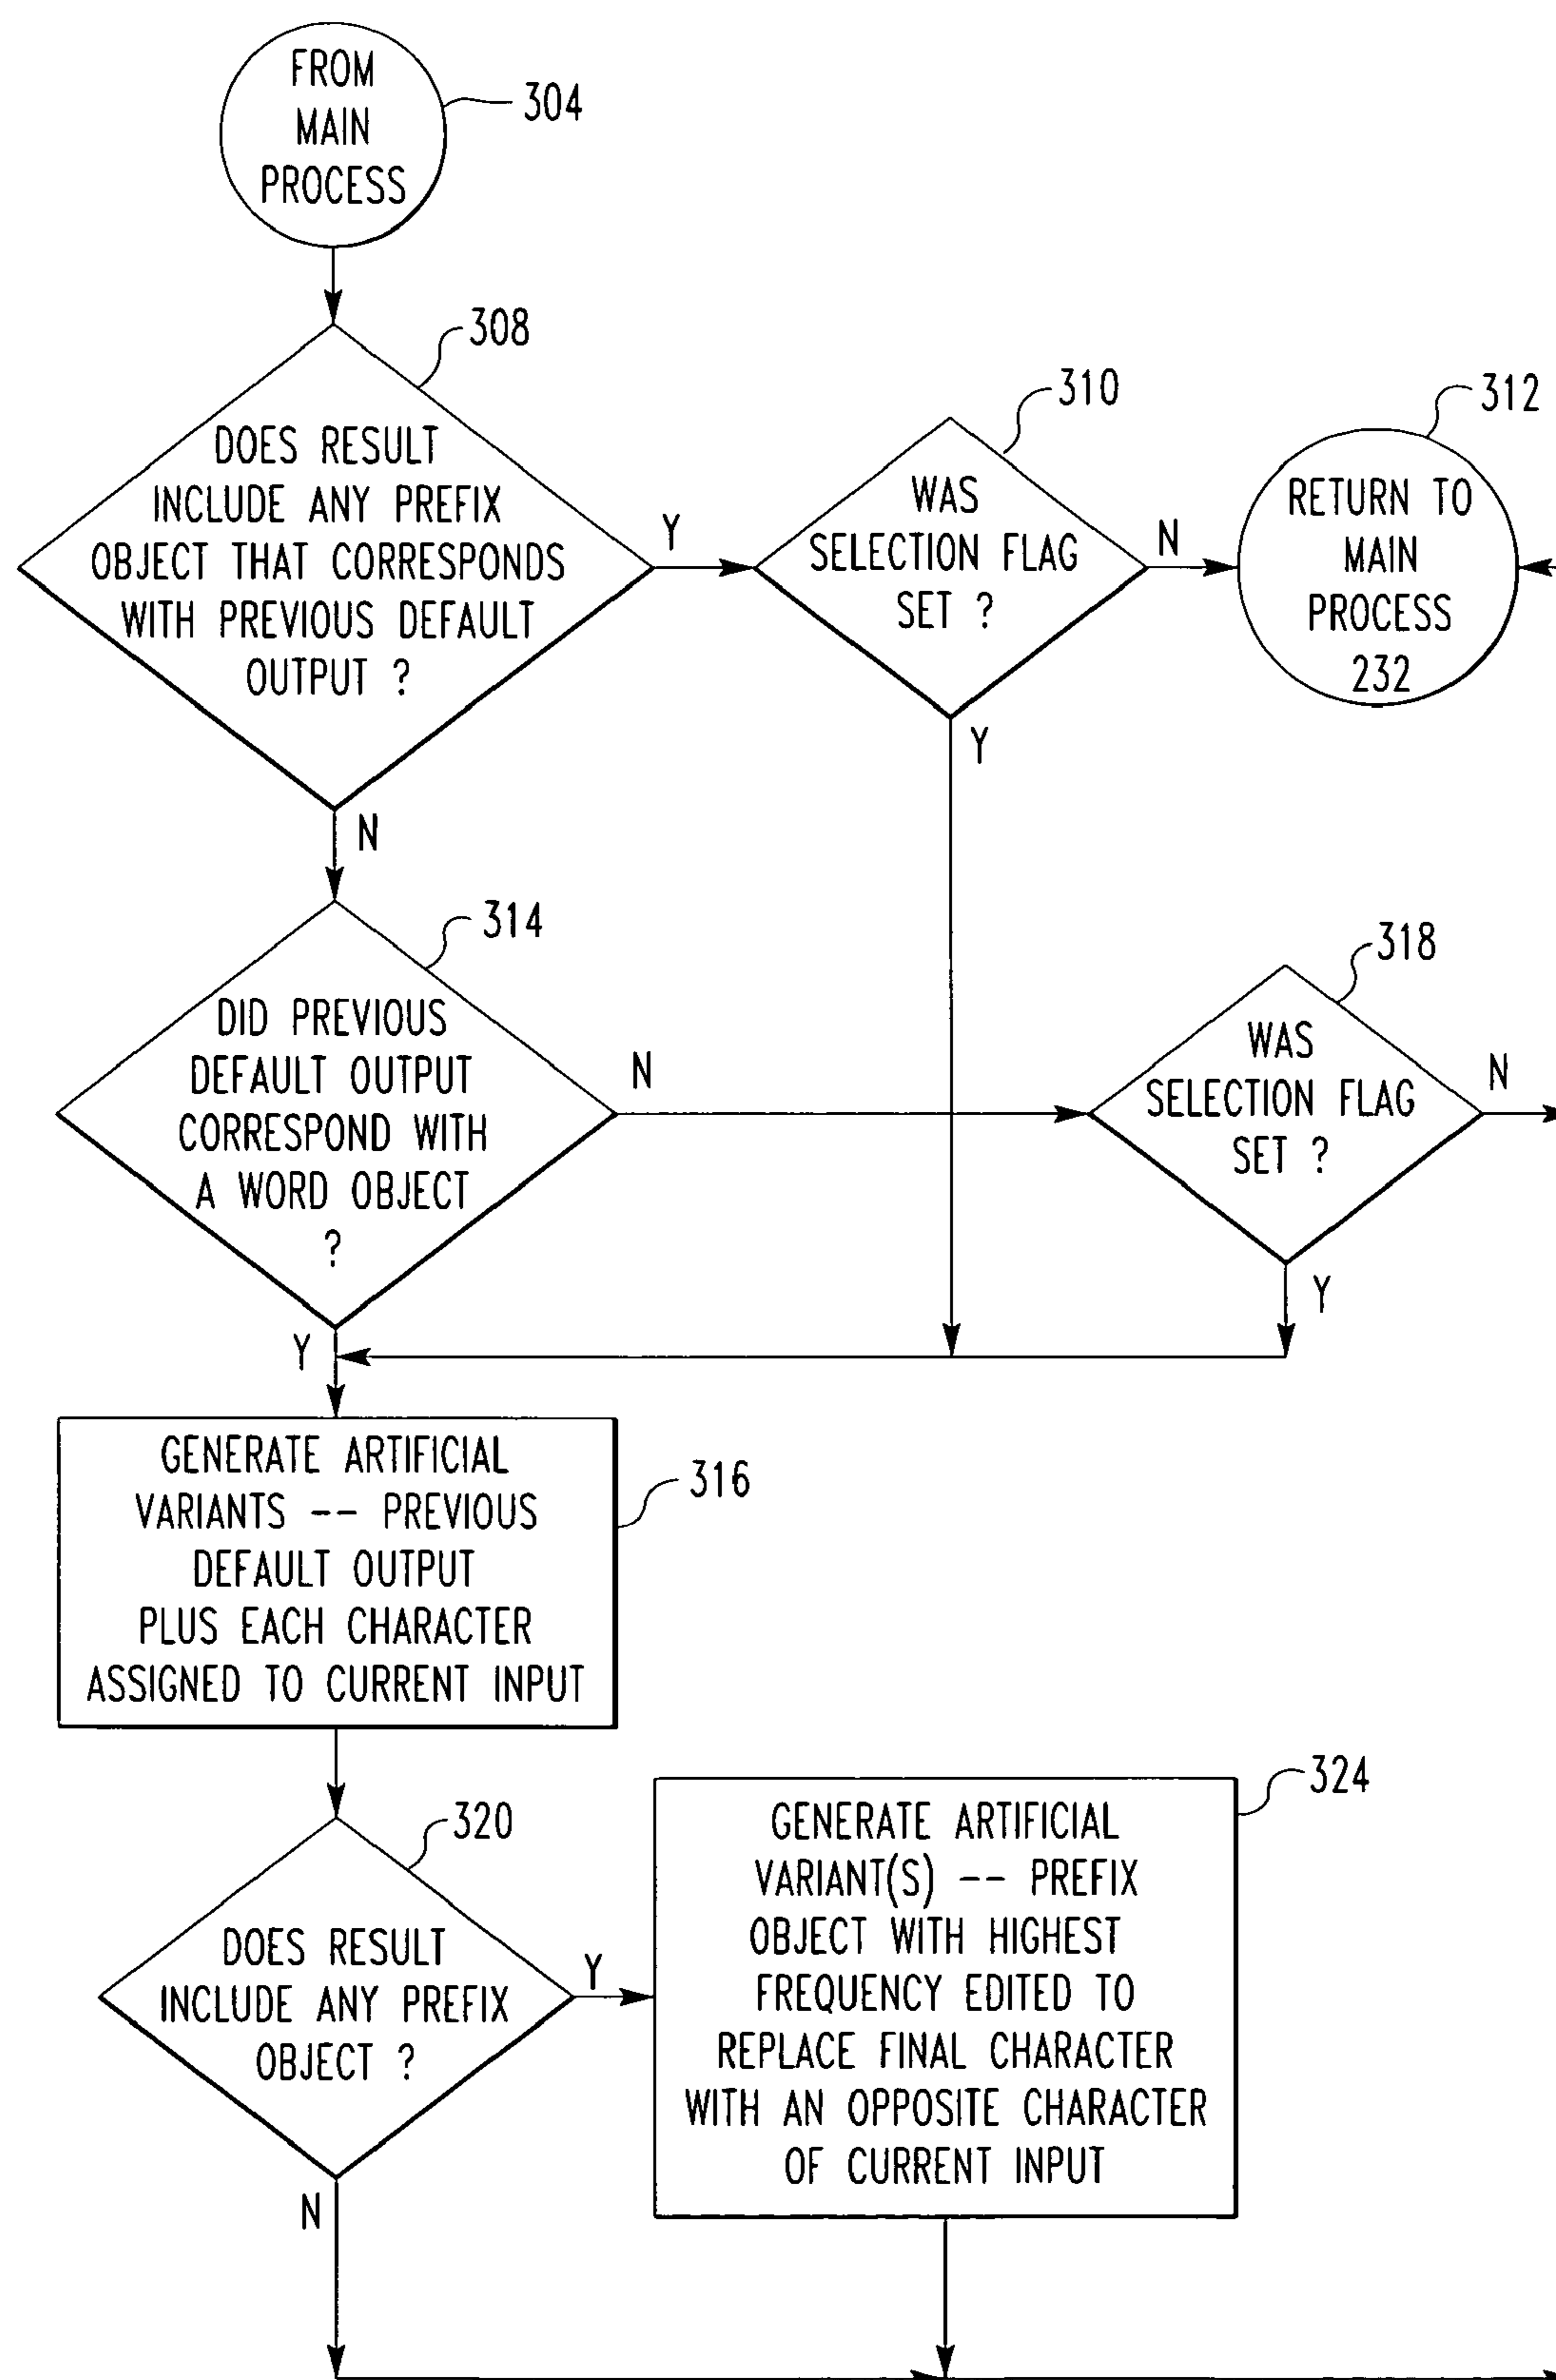 FROM
MAIN
PROCESS
304
308
DOES RESULT
INCLUDE ANY PREFIX
OBJECT THAT CORRESPONDS
WITH PREVIOUS DEFAULT
OUTPUT ?
Y
N
310
WAS
SELECTION FLAG
SET ?
N
Y
312
RETURN TO
MAIN
PROCESS
232
314
DID PREVIOUS
DEFAULT OUTPUT
CORRESPOND WITH
A WORD OBJECT
?
N
Y
318
WAS
SELECTION FLAG
SET ?
N
Y
316
GENERATE ARTIFICIAL
VARIANTS -- PREVIOUS
DEFAULT OUTPUT
PLUS EACH CHARACTER
ASSIGNED TO CURRENT INPUT
320
DOES RESULT
INCLUDE ANY PREFIX
OBJECT ?
Y
N
324
GENERATE ARTIFICIAL
VARIANT(S) -- PREFIX
OBJECT WITH HIGHEST
FREQUENCY EDITED TO
REPLACE FINAL CHARACTER
WITH AN OPPOSITE CHARACTER
OF CURRENT INPUT